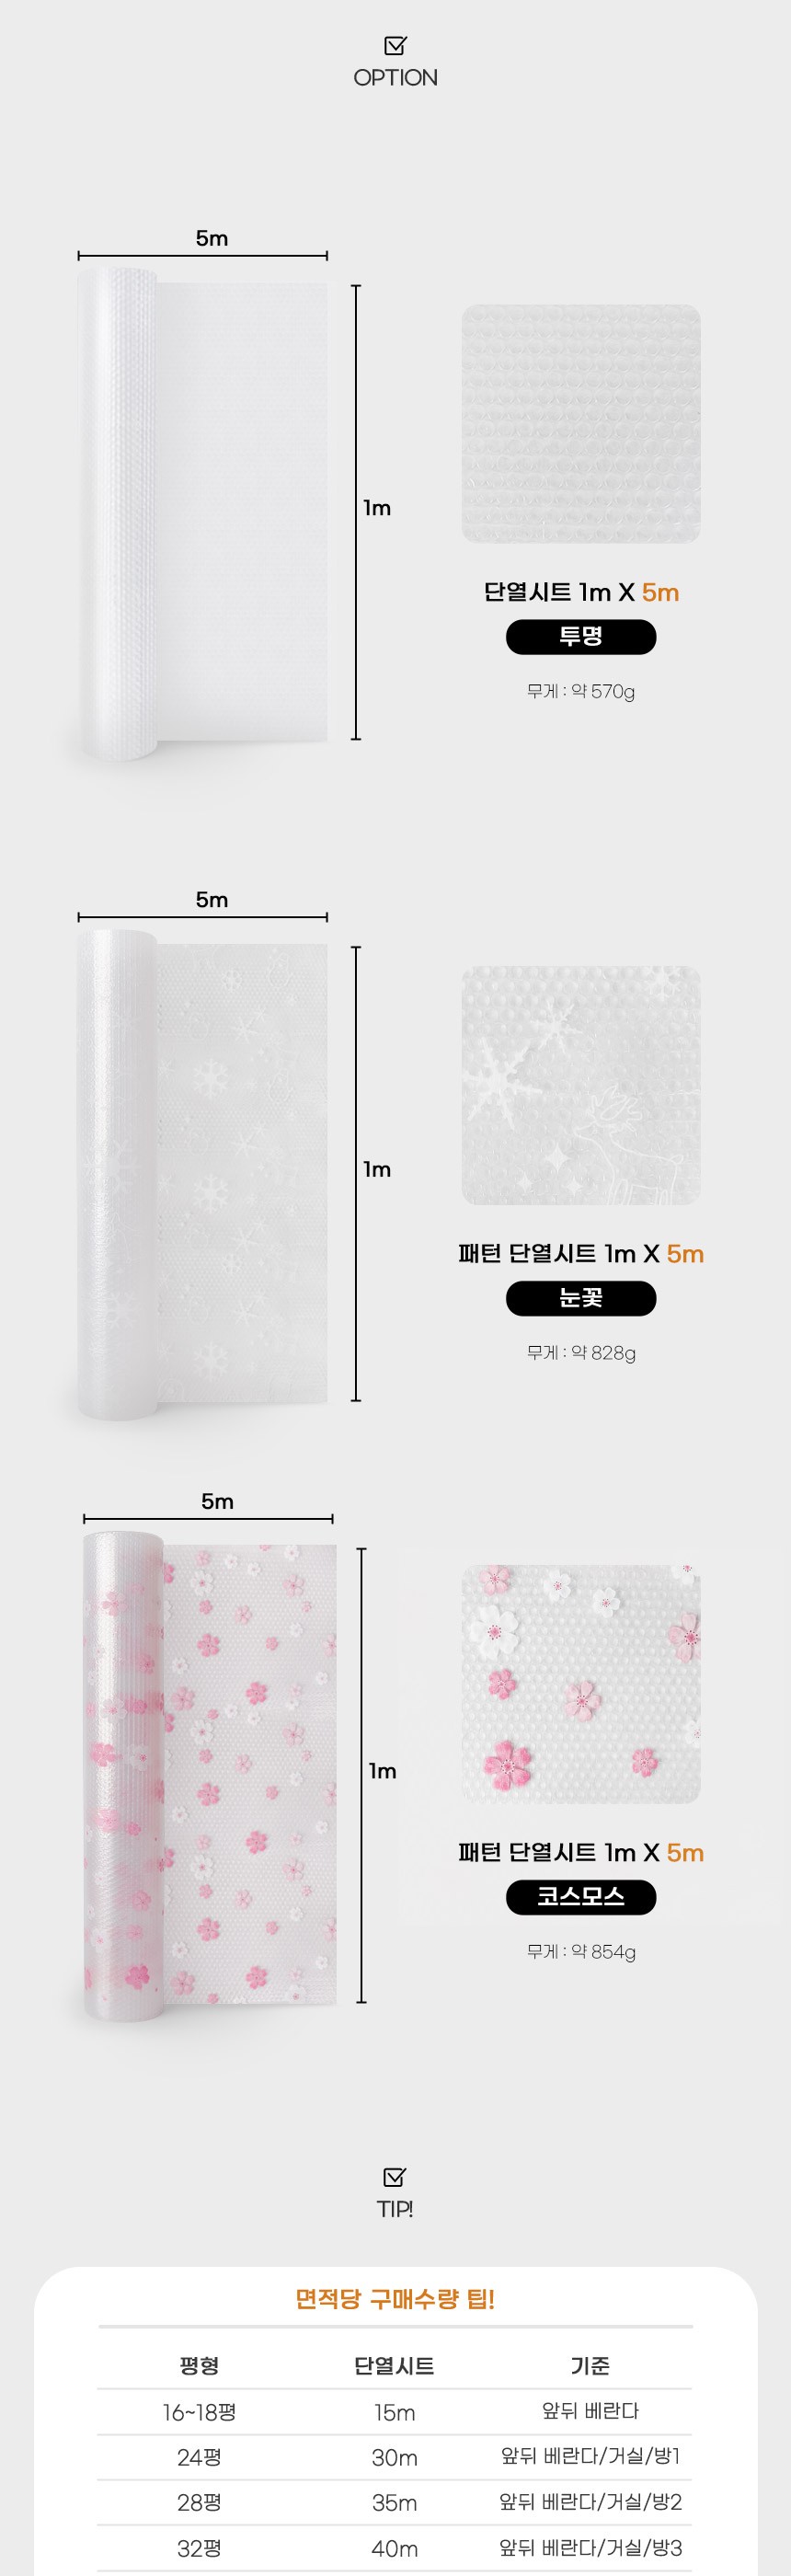 OPTION
5m
1m
단열시트 1m X 5m
투명
무게 : 약 570g
5m
1m
패턴 단열시트 1m X 5m
눈꽃
무게 : 약 828g
5m
1m
패턴 단열시트 1m X 5m
코스모스
무게 : 약 854g
TIP!
면적당 구매수량 팁!
평형 단열시트 기준
16~18평 15m 앞뒤 베란다
24평 30m 앞뒤 베란다/거실/방1
28평 35m 앞뒤 베란다/거실/방2
32평 40m 앞뒤 베란다/거실/방3